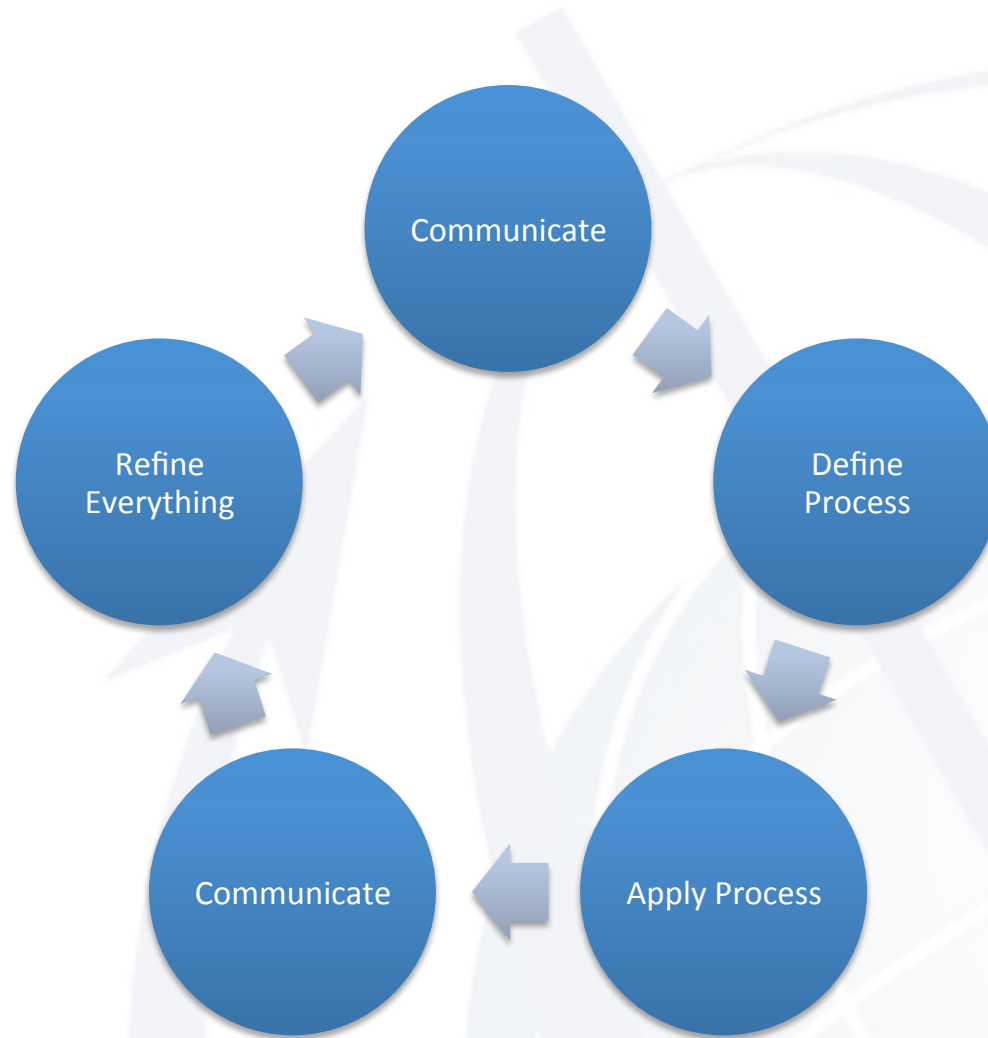 Communicate
Define
Process
Apply Process
Communicate
Refine
Everything